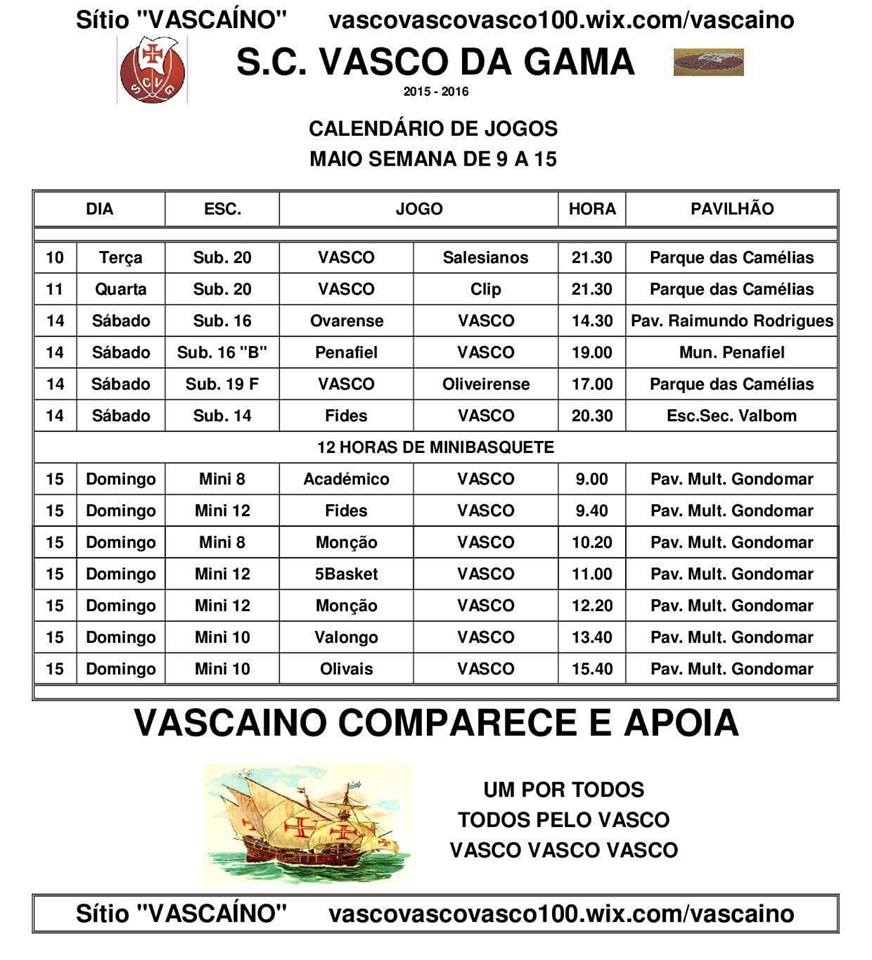 Sítio "VASCAÍNO" vascovascovasco100.wix.com/vascaino
SCVG
S.C. VASCO DA GAMA
2015 - 2016
CALENDÁRIO DE JOGOS
MAIO SEMANA DE 9 A 15
DIA ESC. JOGO HORA PAVILHÃO
10 Terça Sub. 20 VASCO Salesianos 21.30 Parque das Camélias
11 Quarta Sub. 20 VASCO Clip 21.30 Parque das Camélias
14 Sábado Sub. 16 Ovarense VASCO 14.30 Pav. Raimundo Rodrigues
14 Sábado Sub. 16 "B" Penafiel VASCO 19.00 Mun. Penafiel
14 Sábado Sub. 19 F VASCO Oliveirense 17.00 Parque das Camélias
14 Sábado Sub. 14 Fides VASCO 20.30 Esc.Sec. Valbom
12 HORAS DE MINIBASQUETE
15 Domingo Mini 8 Académico VASCO 9.00 Pav. Mult. Gondomar
15 Domingo Mini 12 Fides VASCO 9.40 Pav. Mult. Gondomar
15 Domingo Mini 8 Monção VASCO 10.20 Pav. Mult. Gondomar
15 Domingo Mini 12 5Basket VASCO 11.00 Pav. Mult. Gondomar
15 Domingo Mini 12 Monção VASCO 12.20 Pav. Mult. Gondomar
15 Domingo Mini 10 Valongo VASCO 13.40 Pav. Mult. Gondomar
15 Domingo Mini 10 Olivais VASCO 15.40 Pav. Mult. Gondomar
VASCAINO COMPARECE E APOIA
UM POR TODOS
TODOS PELO VASCO
VASCO VASCO VASCO
Sítio "VASCAÍNO" vascovascovasco100.wix.com/vascaino